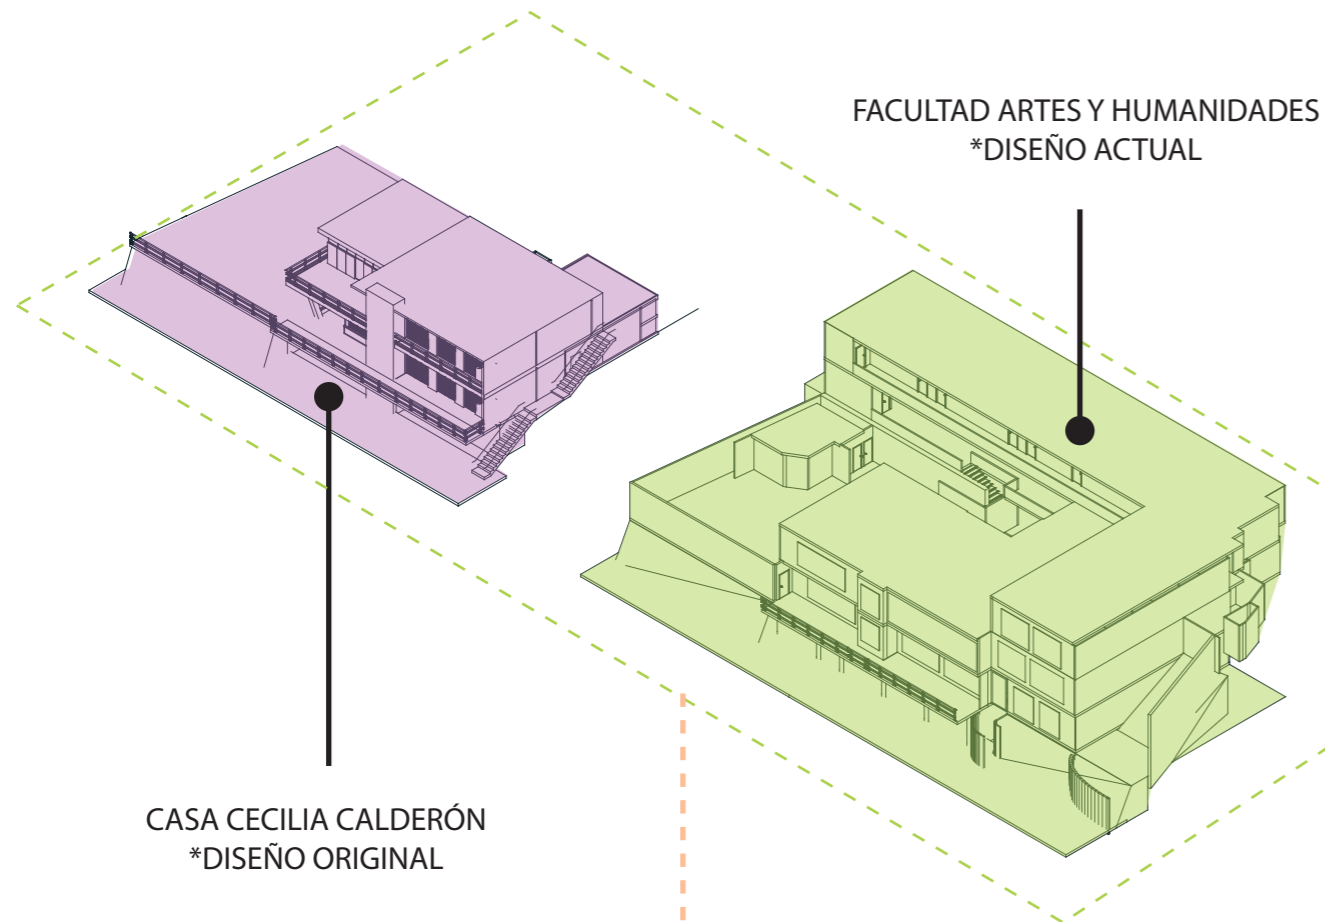 FACULTAD ARTES Y HUMANIDADES
*DISEÑO ACTUAL
CASA CECILIA CALDERÓN
*DISEÑO ORIGINAL